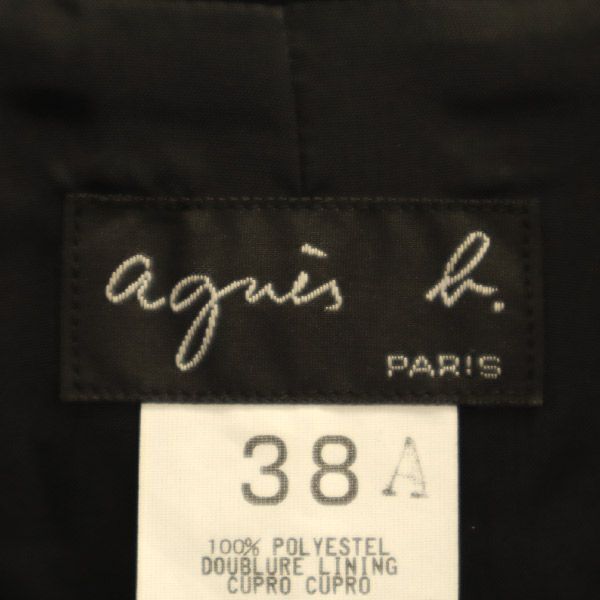 agnès b.
PARIS
38 A
100% POLYESTEL
DOUBLURE LINING
CUPRO CUPRO